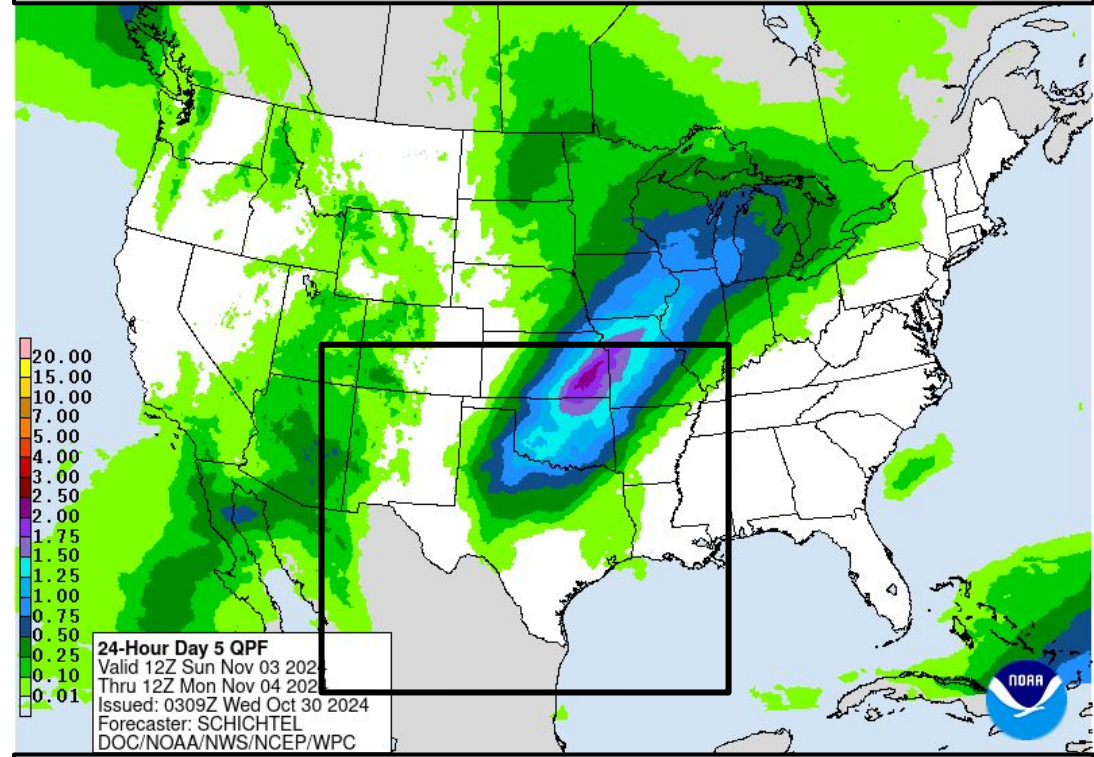 20.00
15.00
10.00
7.00
5.00
4.00
3.00
2.50
2.00
1.75
1.50
1.25
1.00
0.75
0.50
0.25
0.10
0.01
24-Hour Day 5 QPF
Valid 12Z Sun Nov 03 2024
Thru 12Z Mon Nov 04 2024
Issued: 0309Z Wed Oct 30 2024
Forecaster: SCHICHTEL
DOC/NOAA/NWS/NCEP/WPC
NOAA